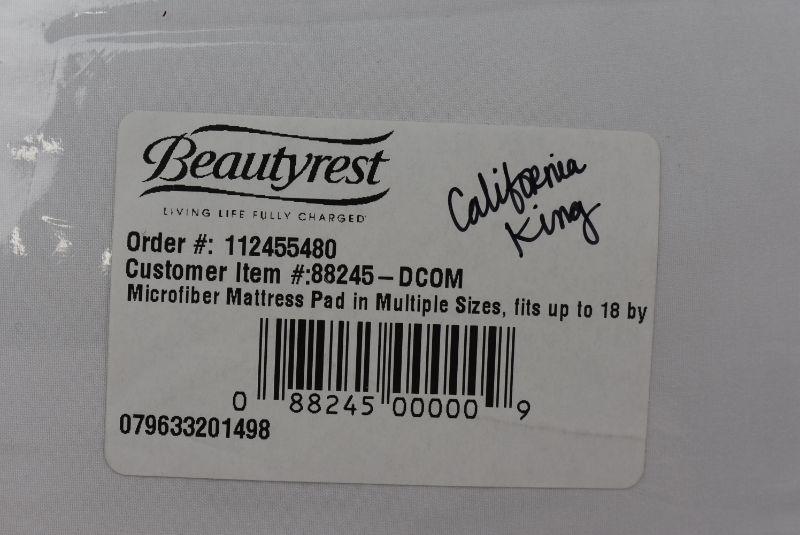 Beautyrest
LIVING LIFE FULLY CHARGED
California
King
Order #: 112455480
Customer Item #:88245-DCOM
Microfiber Mattress Pad in Multiple Sizes, fits up to 18 by
0 88245 00000 9
079633201498